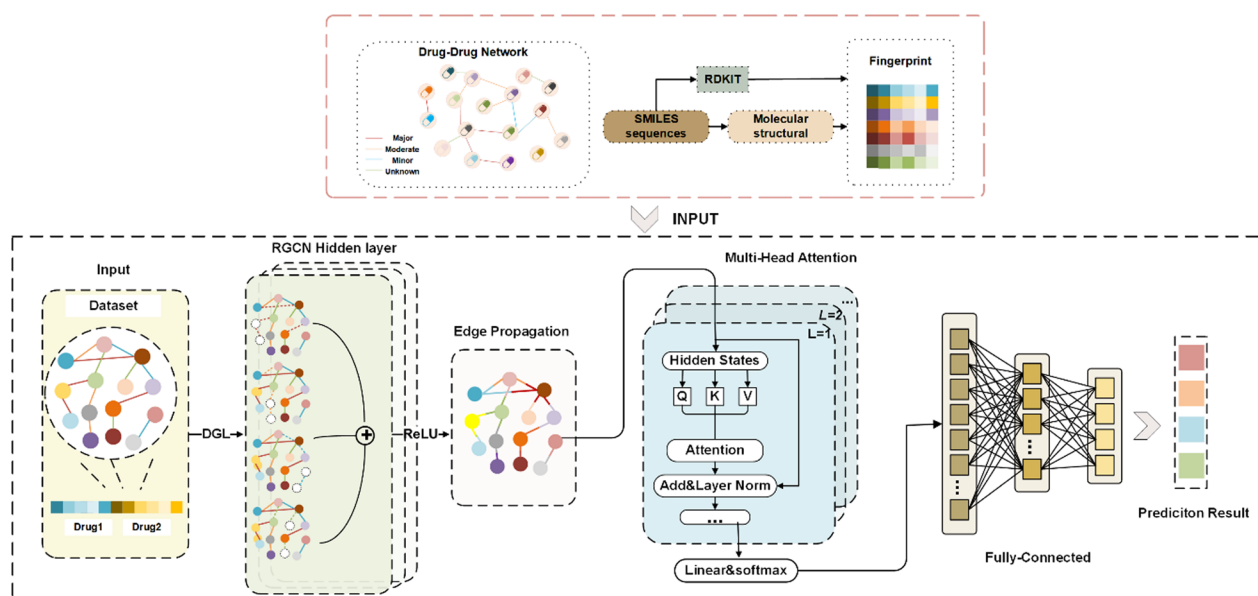 Drug-Drug Network
Major
Moderate
Minor
Unknown
RDKIT
SMILES
sequences
Molecular
structural
Fingerprint
INPUT
Input
Dataset
Drug1
Drug2
DGL
RGCN Hidden layer
ReLU
Edge Propagation
Multi-Head Attention
...
L=2
L=1
Hidden States
Q
K
V
Attention
Add&Layer Norm
...
Linear&softmax
Fully-Connected
Prediciton Result